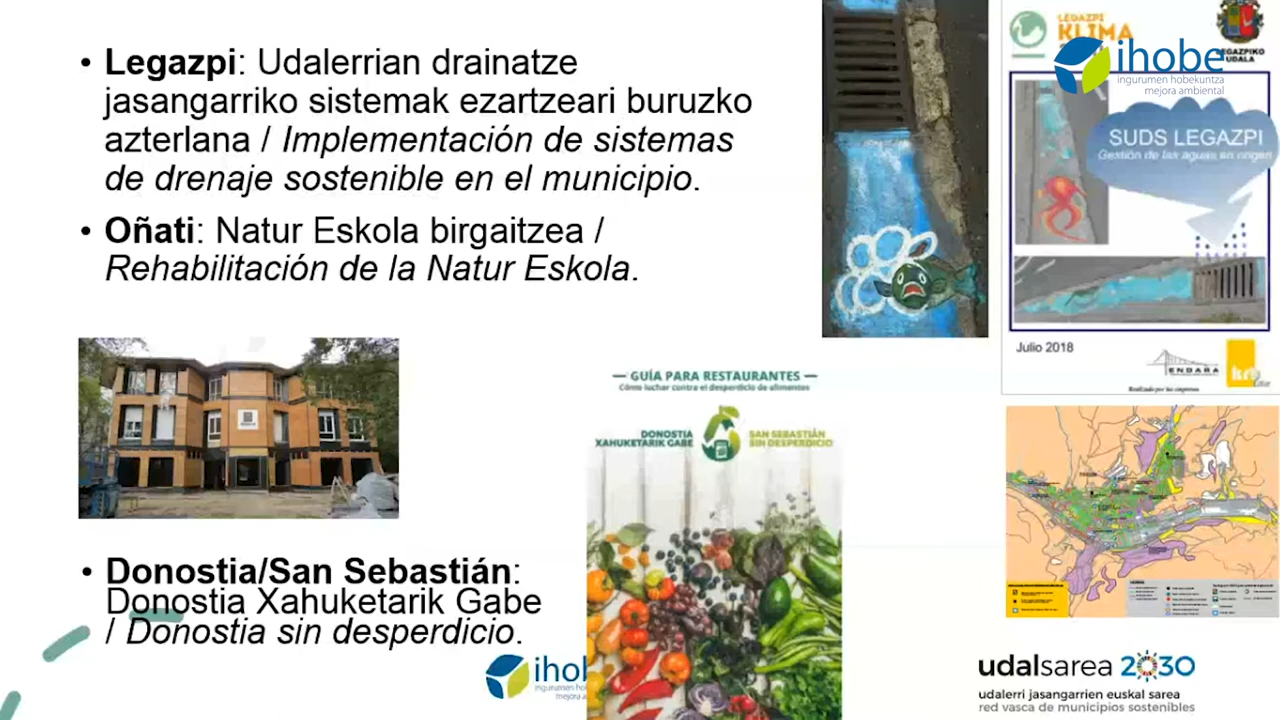 • Legazpi: Udalerrian drainatze
jasangarriko sistemak ezartzeari buruzko
azterlana / Implementación de sistemas
de drenaje sostenible en el municipio.
• Oñati: Natur Eskola birgaitzea /
Rehabilitación de la Natur Eskola.
• Donostia/San Sebastián:
Donostia Xahuketarik Gabe
/ Donostia sin desperdicio.
— GUÍA PARA RESTAURANTES —
Cómo luchar contra el desperdicio de alimentos
DONOSTIA
XAHUKETARIK GABE
SAN SEBASTIÁN
SIN DESPERDICIO
LEGAZPI
KLIMA
LEGAZPIKO
UDALA
ihobe
ingurumen hobekuntza
mejora ambiental
SUDS LEGAZPI
Gestión de las aguas en origen
Julio 2018
ENDARA
ihobe
udalsarea 2030
udalerri jasangarrien euskal sarea
red vasca de municipios sostenibles